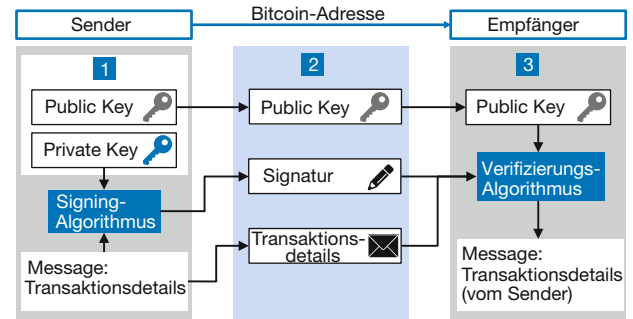 Sender
Bitcoin-Adresse
Empfänger
1
2
3
Public Key
Public Key
Public Key
Private Key
Signing-
Algorithmus
Signatur
Verifizierungs-
Algorithmus
Transaktions-
details
Message:
Transaktionsdetails
Message:
Transaktionsdetails
(vom Sender)